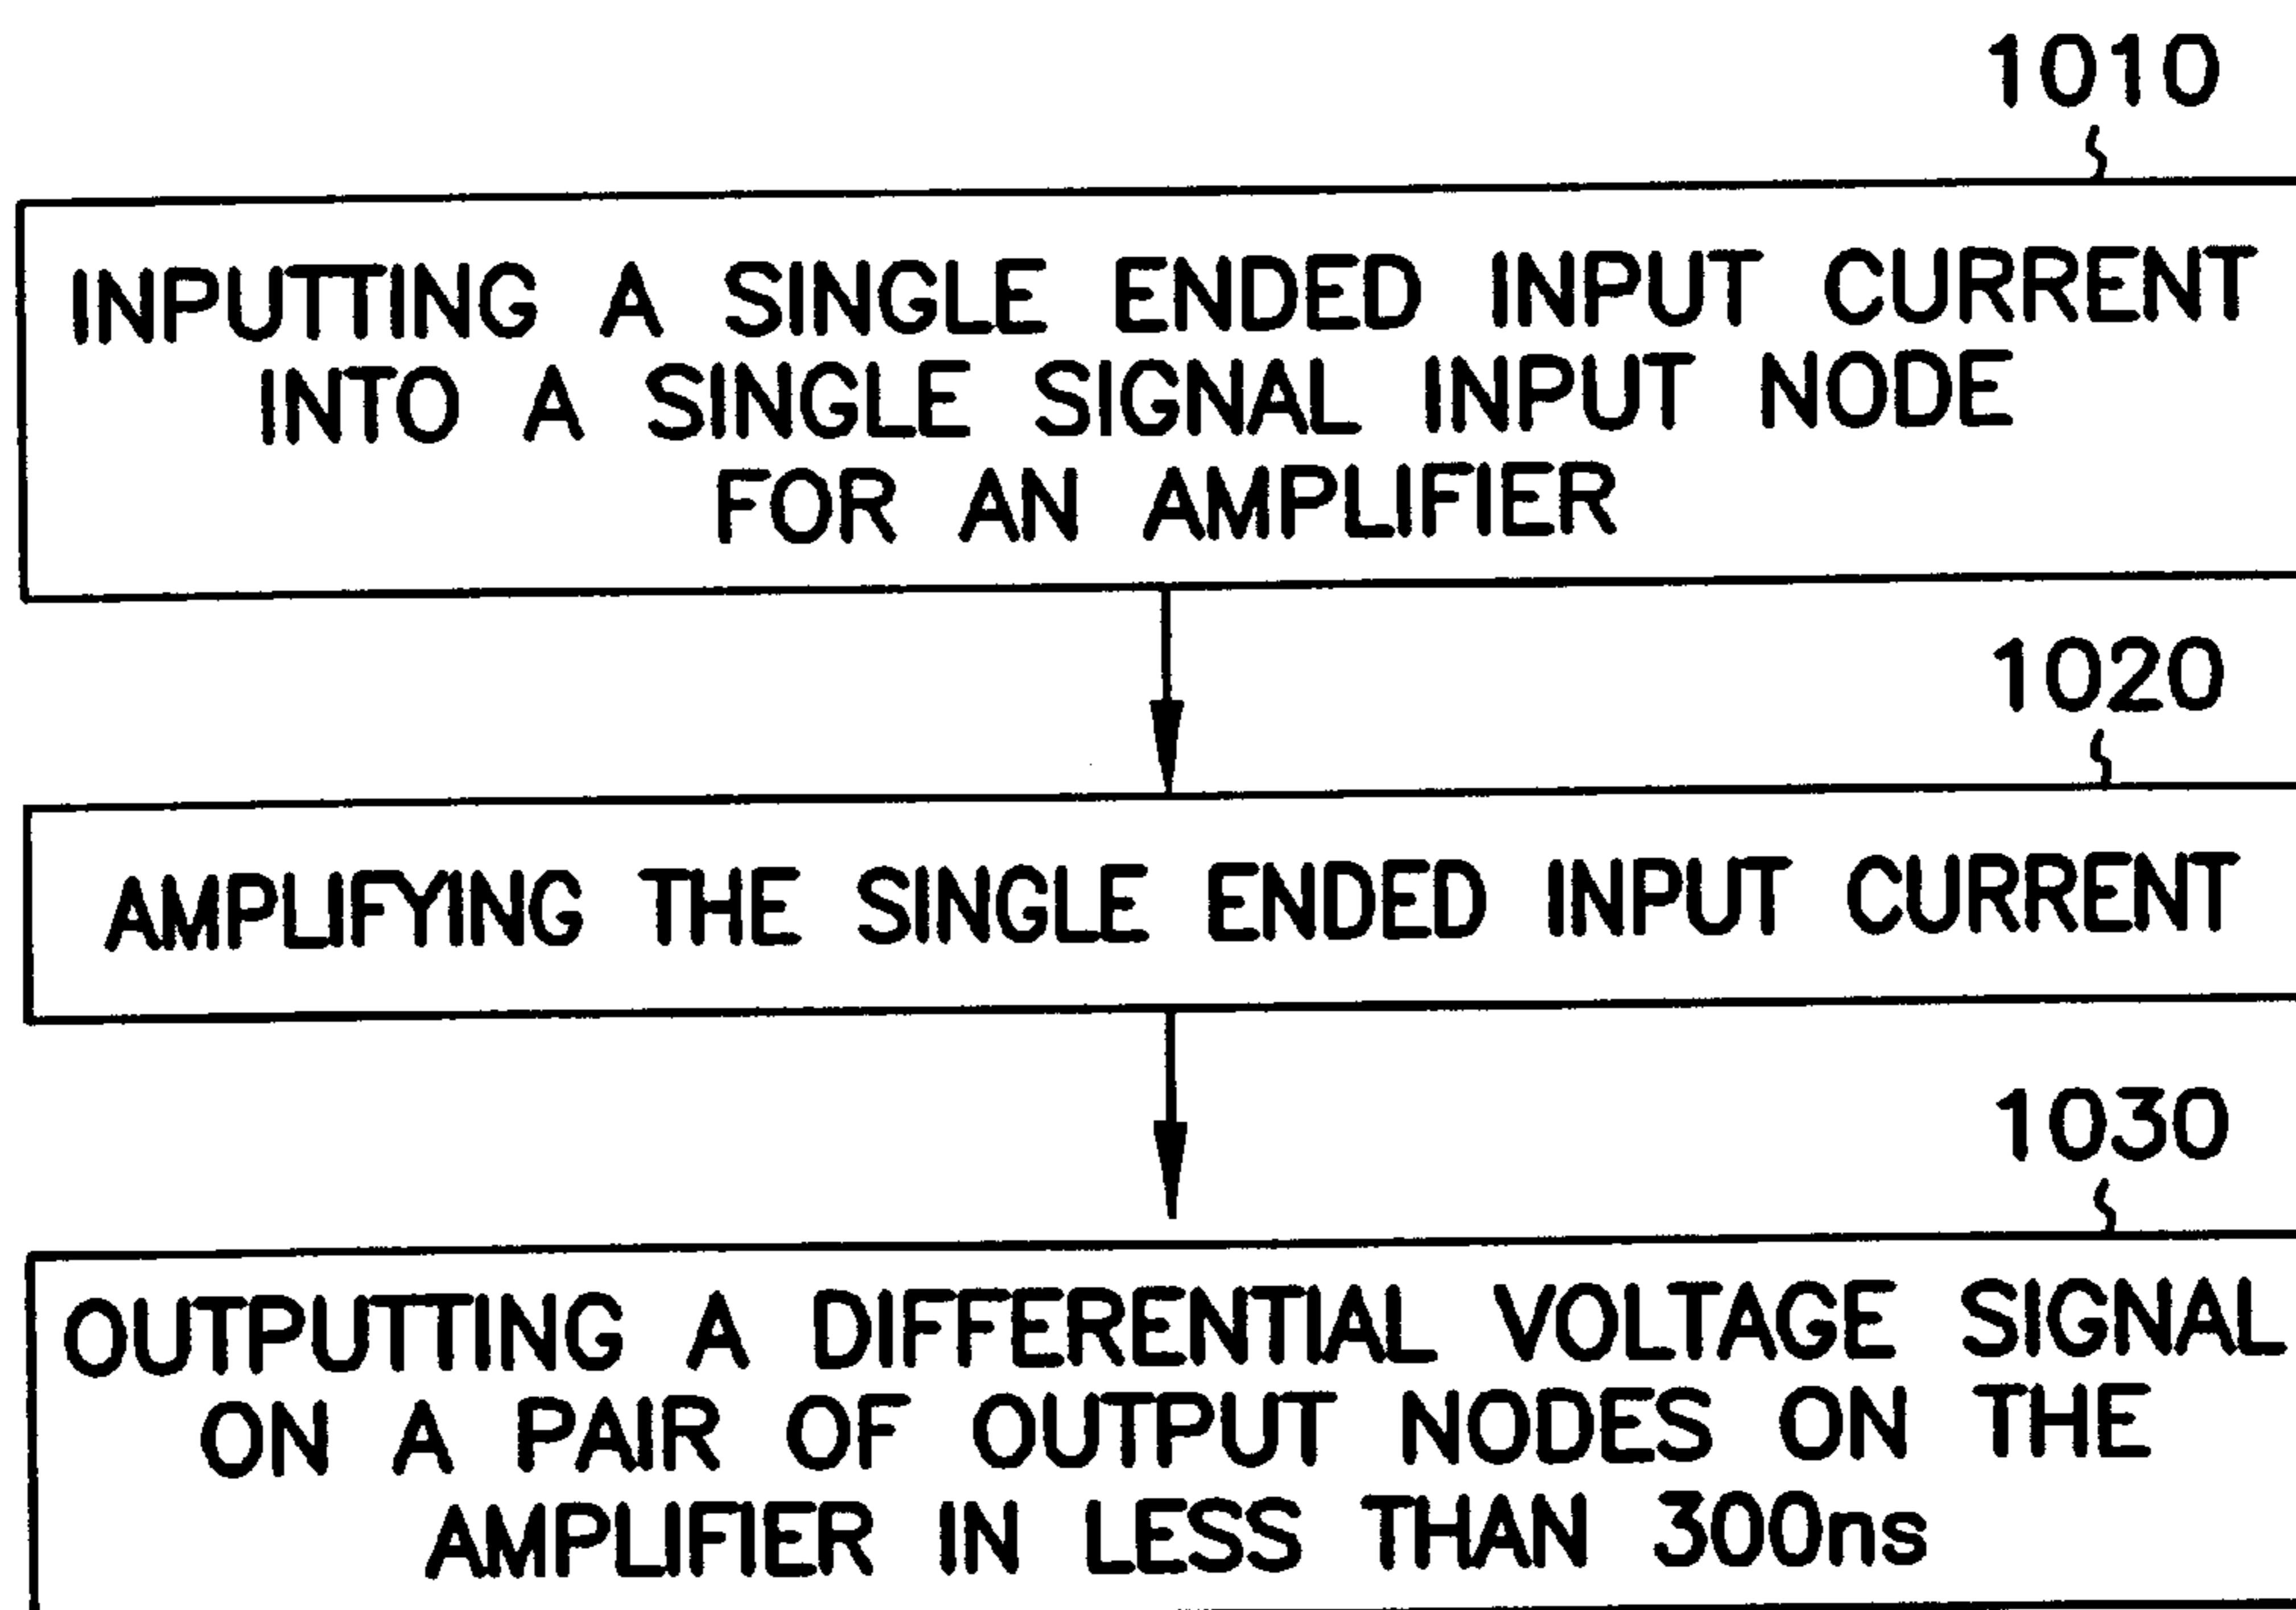 1010
INPUTTING A SINGLE ENDED INPUT CURRENT
INTO A SINGLE SIGNAL INPUT NODE
FOR AN AMPLIFIER
1020
AMPLIFYING THE SINGLE ENDED INPUT CURRENT
1030
OUTPUTTING A DIFFERENTIAL VOLTAGE SIGNAL
ON A PAIR OF OUTPUT NODES ON THE
AMPLIFIER IN LESS THAN 300ns